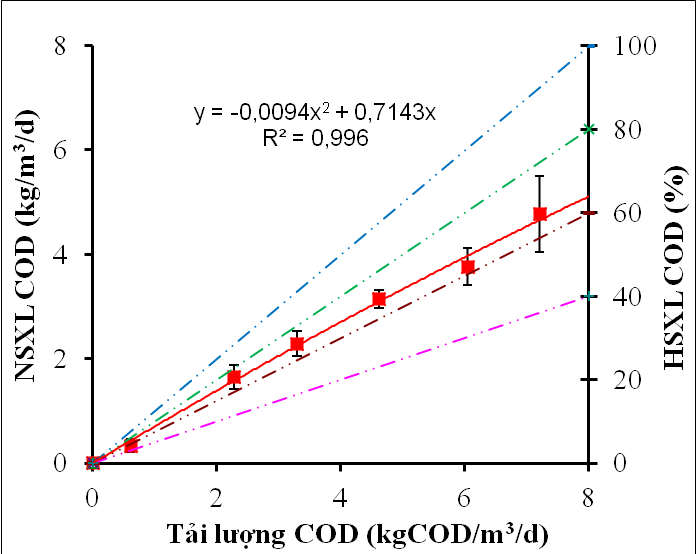 y = -0,0094x² + 0,7143x
R² = 0,996
NSXL COD (kg/m³/d)
8
6
4
2
0
HSXL COD (%)
100
80
60
40
20
0
0 2 4 6 8
Tải lượng COD (kgCOD/m³/d)